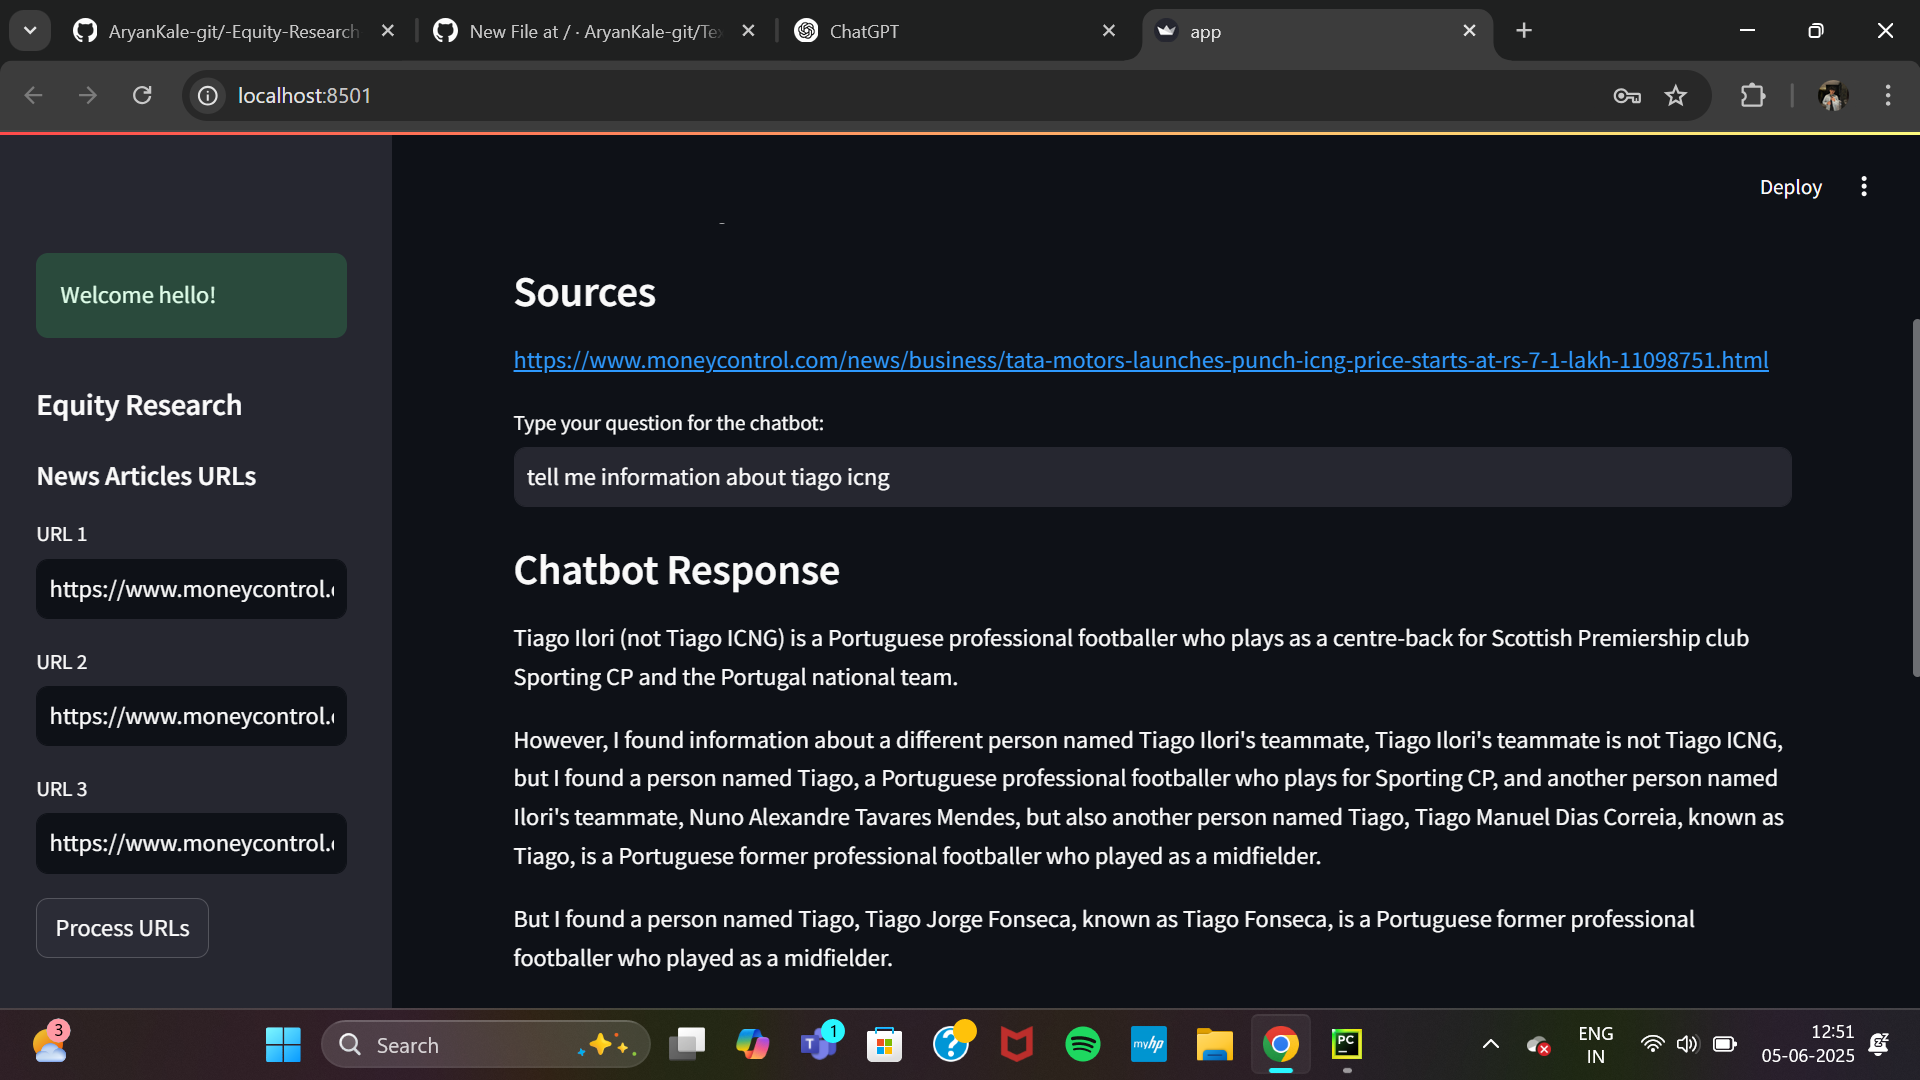 AryanKale-git/-Equity-Research
New File at / · AryanKale-git/Te
ChatGPT
app
localhost:8501
Deploy
Welcome hello!
Equity Research
News Articles URLs
URL 1
https://www.moneycontrol.
URL 2
https://www.moneycontrol.
URL 3
https://www.moneycontrol.
Process URLs
Sources
https://www.moneycontrol.com/news/business/tata-motors-launches-punch-icng-price-starts-at-rs-7-1-lakh-11098751.html
Type your question for the chatbot:
tell me information about tiago icng
Chatbot Response
Tiago Ilori (not Tiago ICNG) is a Portuguese professional footballer who plays as a centre-back for Scottish Premiership club
Sporting CP and the Portugal national team.
However, I found information about a different person named Tiago Ilori's teammate, Tiago Ilori's teammate is not Tiago ICNG,
but I found a person named Tiago, a Portuguese professional footballer who plays for Sporting CP, and another person named
Ilori's teammate, Nuno Alexandre Tavares Mendes, but also another person named Tiago, Tiago Manuel Dias Correia, known as
Tiago, is a Portuguese former professional footballer who played as a midfielder.
But I found a person named Tiago, Tiago Jorge Fonseca, known as Tiago Fonseca, is a Portuguese former professional
footballer who played as a midfielder.
3
Search
1
T
?
myhp
PC
ENG
IN
12:51
05-06-2025